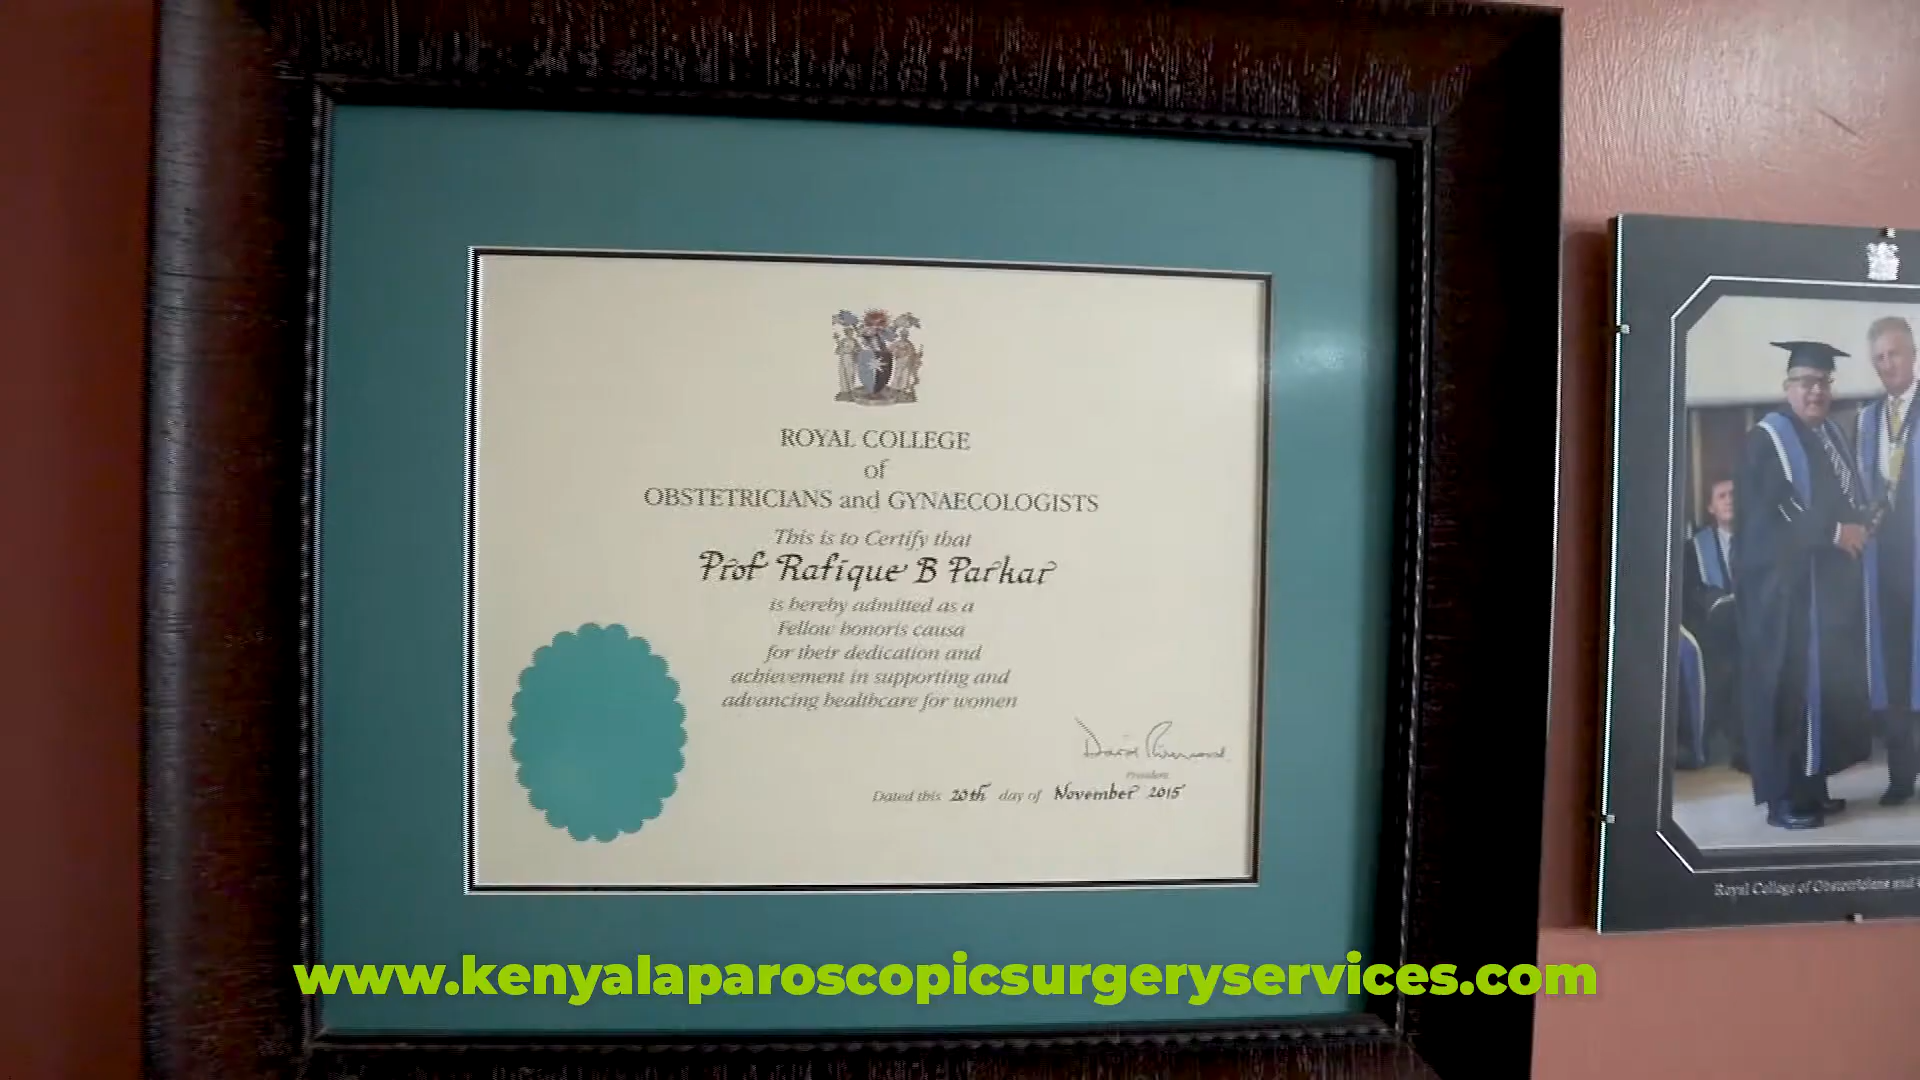 ROYAL COLLEGE
of
OBSTETRICIANS and GYNAECOLOGISTS
This is to Certify that
Prof Rafique B Parkar
is hereby admitted as a
Fellow honoris causa
for their dedication and
achievement in supporting and
advancing healthcare for women
President
Dated this 20th day of November 2015
Royal College of Obstetricians and
www.kenyalaparoscopicsurgeryservices.com